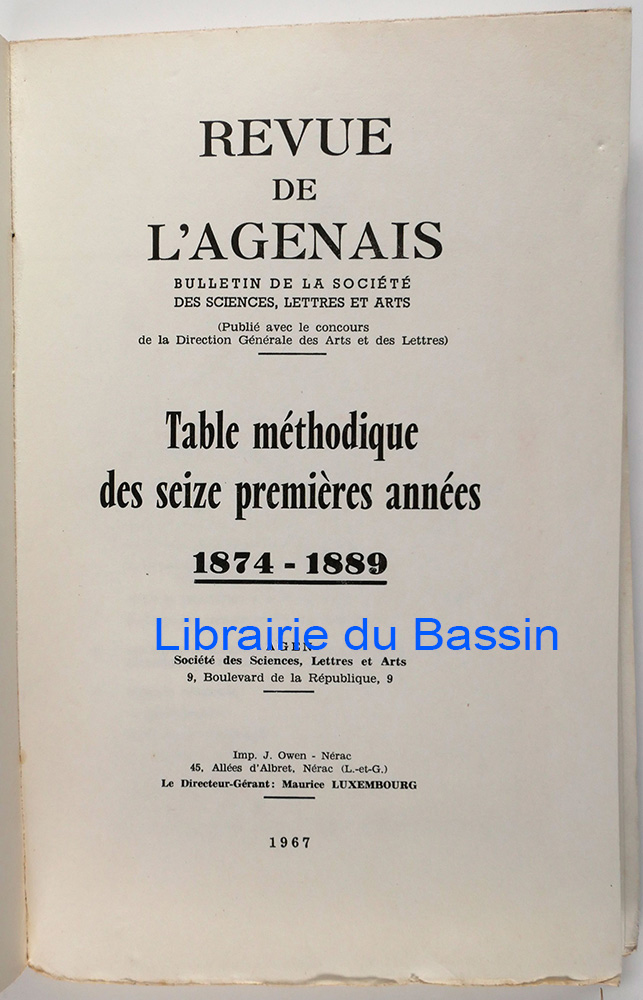 REVUE
DE
L'AGENAIS
BULLETIN DE LA SOCIÉTÉ
DES SCIENCES, LETTRES ET ARTS
(Publié avec le concours
de la Direction Générale des Arts et des Lettres)
Table méthodique
des seize premières années
1874 - 1889
Librairie du Bassin
AGEN
Société des Sciences, Lettres et Arts
9, Boulevard de la République, 9
Imp. J. Owen - Nérac
45, Allées d'Albret, Nérac (L.-et-G.)
Le Directeur-Gérant: Maurice LUXEMBOURG
1967